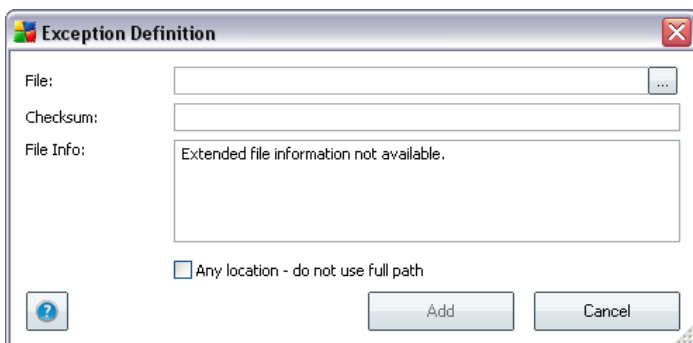 Exception Definition
File:
...
Checksum:
File Info:
Extended file information not available.
Any location - do not use full path
?
Add
Cancel